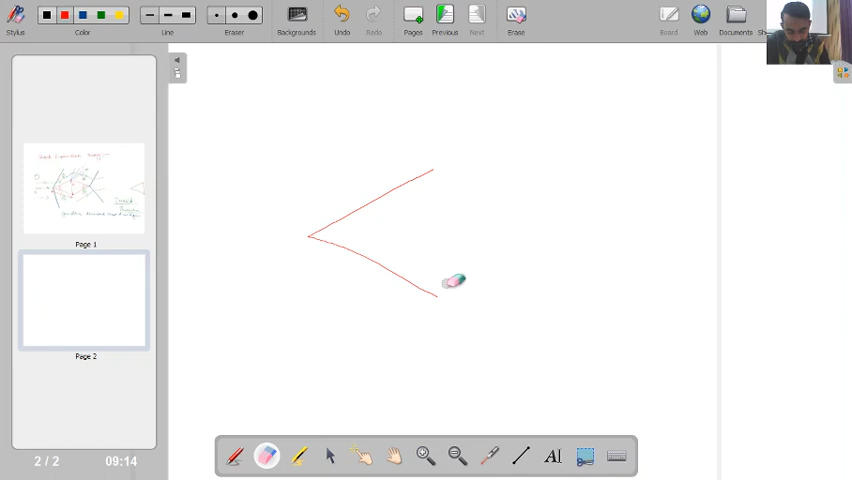 Stylus
Color
Line
Eraser
Backgrounds
Undo
Redo
Pages
Previous
Next
Erase
Board
Web
Documents
Page 1
Page 2
2 / 2
09:14
AI